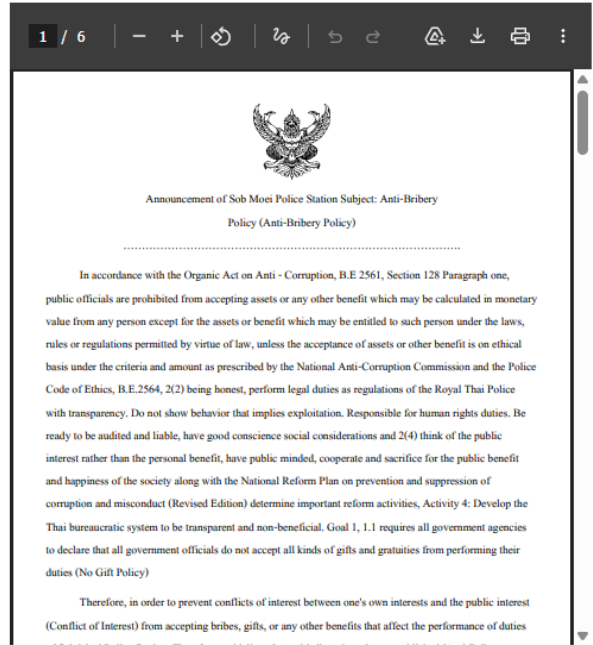 1 / 6
Announcement of Sob Moei Police Station Subject: Anti-Bribery
Policy (Anti-Bribery Policy)
In accordance with the Organic Act on Anti - Corruption, B.E 2561, Section 128 Paragraph one,
public officials are prohibited from accepting assets or any other benefit which may be calculated in monetary
value from any person except for the assets or benefit which may be entitled to such person under the laws,
rules or regulations permitted by virtue of law, unless the acceptance of assets or other benefit is on ethical
basis under the criteria and amount as prescribed by the National Anti-Corruption Commission and the Police
Code of Ethics, B.E.2564, 2(2) being honest, perform legal duties as regulations of the Royal Thai Police
with transparency. Do not show behavior that implies exploitation. Responsible for human rights duties. Be
ready to be audited and liable, have good conscience social considerations and 2(4) think of the public
interest rather than the personal benefit, have public minded, cooperate and sacrifice for the public benefit
and happiness of the society along with the National Reform Plan on prevention and suppression of
corruption and misconduct (Revised Edition) determine important reform activities, Activity 4: Develop the
Thai bureaucratic system to be transparent and non-beneficial. Goal 1, 1.1 requires all government agencies
to declare that all government officials do not accept all kinds of gifts and gratuities from performing their
duties (No Gift Policy)
Therefore, in order to prevent conflicts of interest between one's own interests and the public interest
(Conflict of Interest) from accepting bribes, gifts, or any other benefits that affect the performance of duties